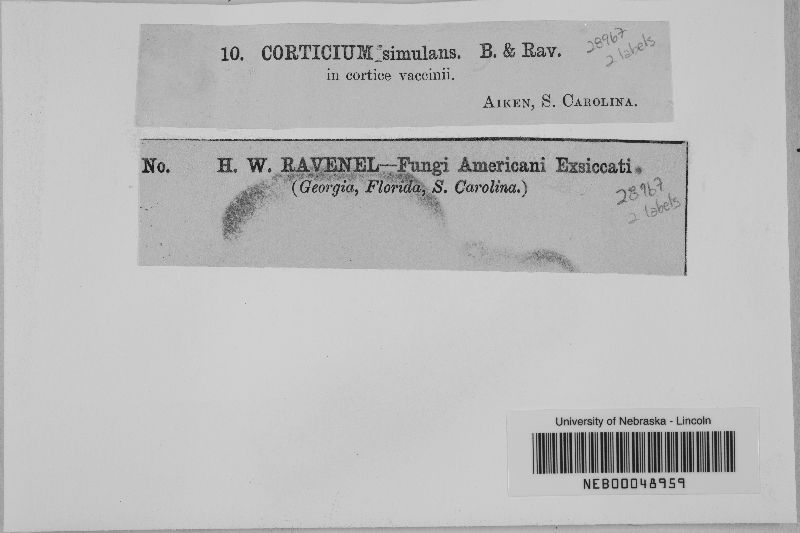 10. CORTICIUM simulans. B. & Rav.
in cortice vaccinii.
AIKEN, S. CAROLINA.
28967
2 labels
No. H. W. RAVENEL—Fungi Americani Exsiccati.
(Georgia, Florida, S. Carolina.)
28967
2 labels
University of Nebraska - Lincoln
NEB00048959